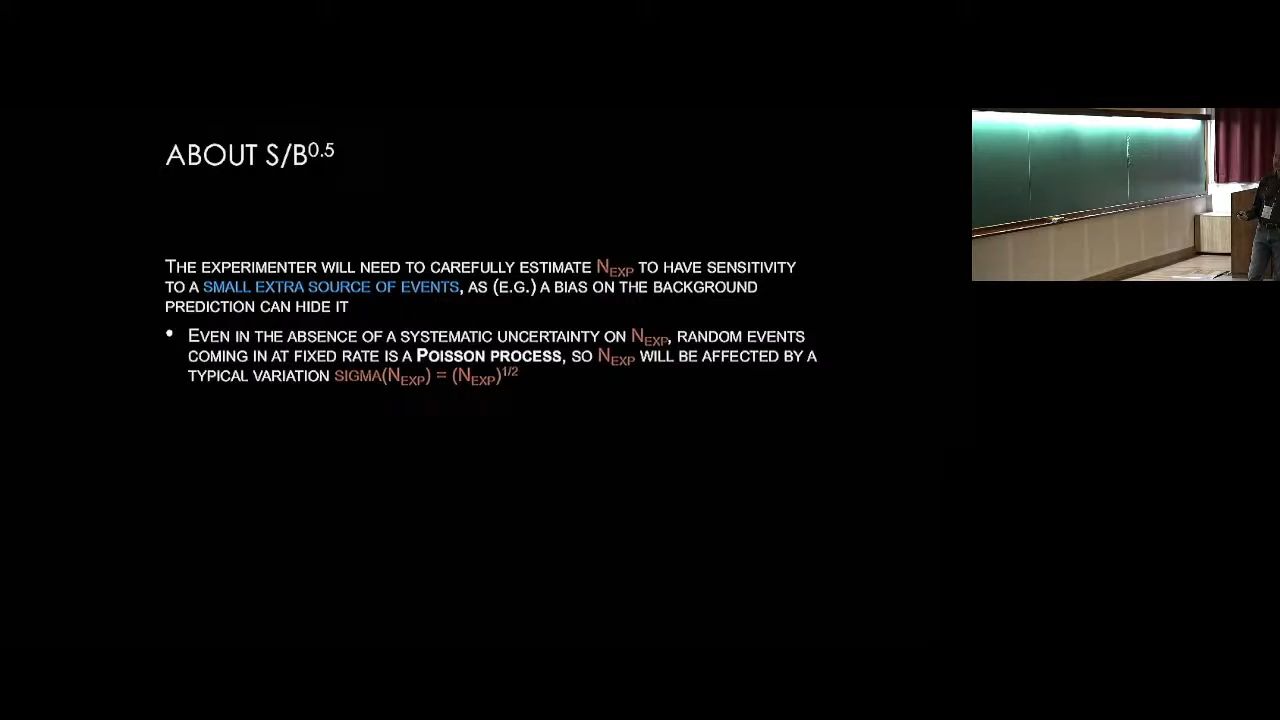 ABOUT S/B0.5
THE EXPERIMENTER WILL NEED TO CAREFULLY ESTIMATE NEXP TO HAVE SENSITIVITY
TO A SMALL EXTRA SOURCE OF EVENTS, AS (E.G.) A BIAS ON THE BACKGROUND
PREDICTION CAN HIDE IT
• EVEN IN THE ABSENCE OF A SYSTEMATIC UNCERTAINTY ON NEXP, RANDOM EVENTS
COMING IN AT FIXED RATE IS A POISSON PROCESS, SO NEXP WILL BE AFFECTED BY A
TYPICAL VARIATION SIGMA(NEXP) = (NEXP)1/2